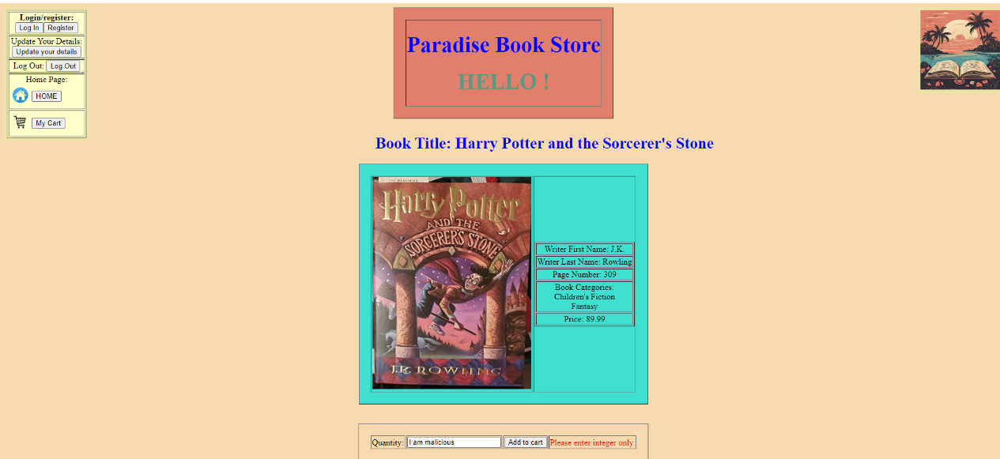 Login/register:
Log In Register
Update Your Details:
Update your details
Log Out: Log Out
Home Page:
HOME
My Cart
Paradise Book Store
HELLO !
Book Title: Harry Potter and the Sorcerer's Stone
Harry Potter
AND THE
SORCERER'S STONE
J.K. ROWLING
Writer First Name: J.K.
Writer Last Name: Rowling
Page Number: 309
Book Categories:
Children's Fiction
Fantasy
Price: 89.99
Quantity: I am malicious Add to cart Please enter integer only.